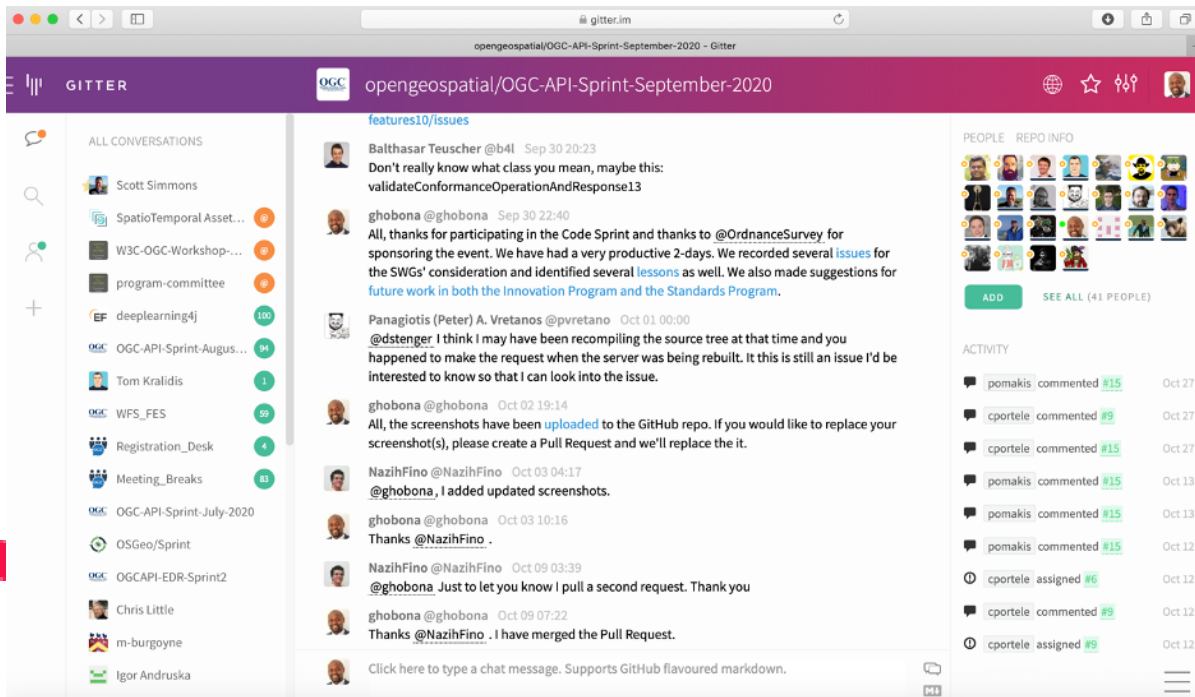 gitter.im
opengeospatial/OGC-API-Sprint-September-2020 - Gitter
GITTER
OGC
opengeospatial/OGC-API-Sprint-September-2020
ALL CONVERSATIONS
Scott Simmons
SpatioTemporal Asset... @
W3C-OGC-Workshop-... @
program-committee @
EF deeplearning4j 100
OGC OGC-API-Sprint-Augus... 94
Tom Kralidis 1
OGC WFS_FES 59
Registration_Desk 4
Meeting_Breaks 83
OGC OGC-API-Sprint-July-2020
OSGeo/Sprint
OGC OGCAPI-EDR-Sprint2
Chris Little
m-burgoyne
Igor Andruska
features10/issues
Balthasar Teuscher @b4l Sep 30 20:23
Don't really know what class you mean, maybe this:
validateConformanceOperationAndResponse13
ghobona @ghobona Sep 30 22:40
All, thanks for participating in the Code Sprint and thanks to @OrdnanceSurvey for
sponsoring the event. We have had a very productive 2-days. We recorded several issues for
the SWGs' consideration and identified several lessons as well. We also made suggestions for
future work in both the Innovation Program and the Standards Program.
Panagiotis (Peter) A. Vretanos @pvretano Oct 01 00:00
@dstenger I think I may have been recompiling the source tree at that time and you
happened to make the request when the server was being rebuilt. It this is still an issue I'd be
interested to know so that I can look into the issue.
ghobona @ghobona Oct 02 19:14
All, the screenshots have been uploaded to the GitHub repo. If you would like to replace your
screenshot(s), please create a Pull Request and we'll replace the it.
NazihFino @NazihFino Oct 03 04:17
@ghobona , I added updated screenshots.
ghobona @ghobona Oct 03 10:16
Thanks @NazihFino .
NazihFino @NazihFino Oct 09 03:39
@ghobona Just to let you know I pull a second request. Thank you
ghobona @ghobona Oct 09 07:22
Thanks @NazihFino . I have merged the Pull Request.
Click here to type a chat message. Supports GitHub flavoured markdown.
PEOPLE REPO INFO
ADD SEE ALL (41 PEOPLE)
ACTIVITY
pomakis commented #15 Oct 27
cportele commented #9 Oct 27
cportele commented #15 Oct 27
pomakis commented #15 Oct 13
pomakis commented #15 Oct 13
pomakis commented #15 Oct 12
cportele assigned #6 Oct 12
cportele commented #9 Oct 12
cportele assigned #9 Oct 12